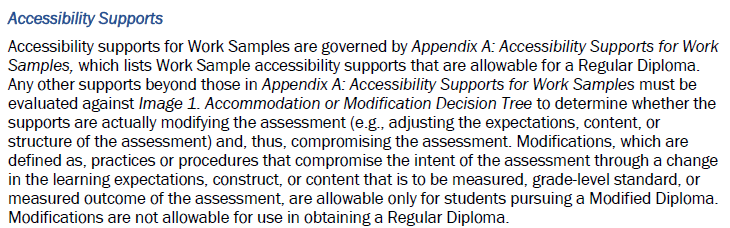 Accessibility Supports
Accessibility supports for Work Samples are governed by Appendix A: Accessibility Supports for Work
Samples, which lists Work Sample accessibility supports that are allowable for a Regular Diploma.
Any other supports beyond those in Appendix A: Accessibility Supports for Work Samples must be
evaluated against Image 1. Accommodation or Modification Decision Tree to determine whether the
supports are actually modifying the assessment (e.g., adjusting the expectations, content, or
structure of the assessment) and, thus, compromising the assessment. Modifications, which are
defined as, practices or procedures that compromise the intent of the assessment through a change
in the learning expectations, construct, or content that is to be measured, grade-level standard, or
measured outcome of the assessment, are allowable only for students pursuing a Modified Diploma.
Modifications are not allowable for use in obtaining a Regular Diploma.